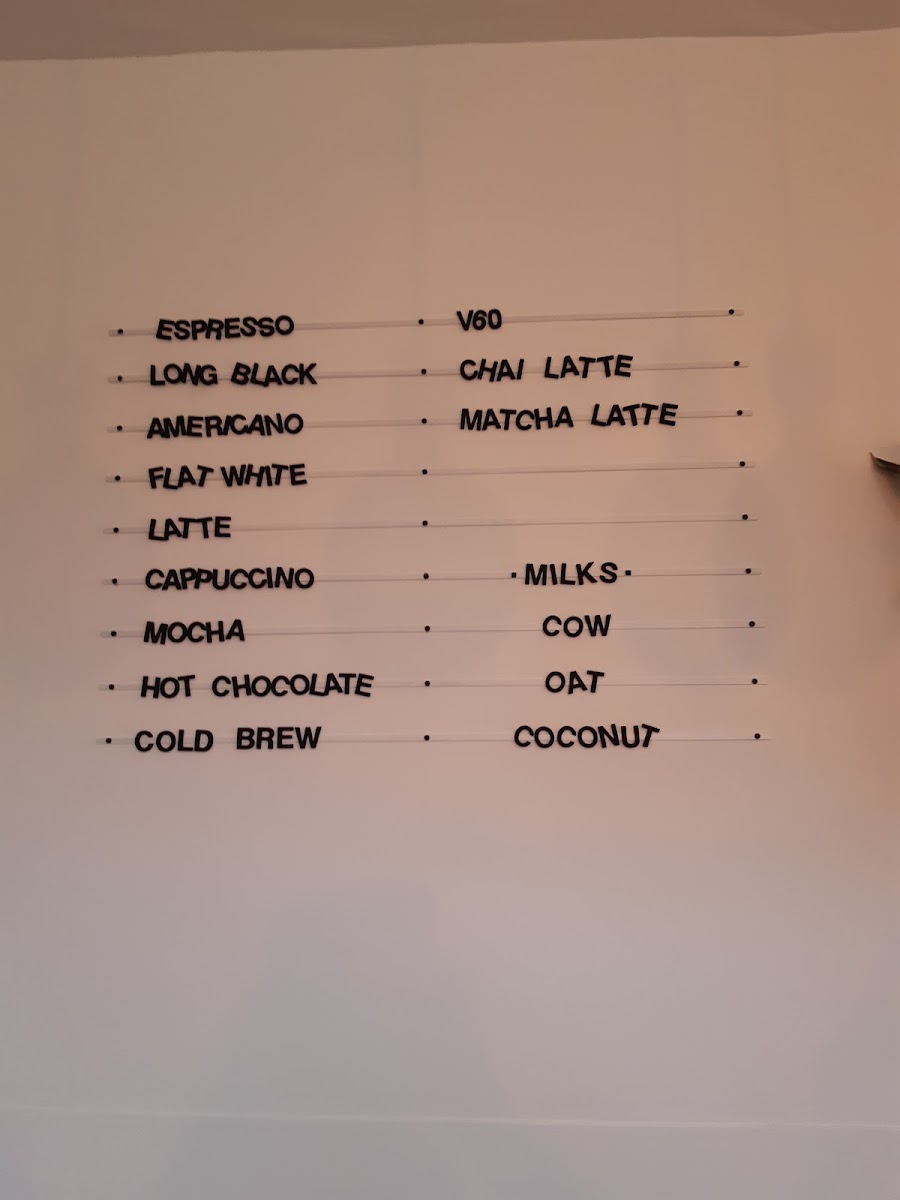 ESPRESSO
LONG BLACK
AMERICANO
FLAT WHITE
LATTE
CAPPUCCINO
MOCHA
HOT CHOCOLATE
COLD BREW
V60
CHAI LATTE
MATCHA LATTE
·MILKS·
COW
OAT
COCONUT